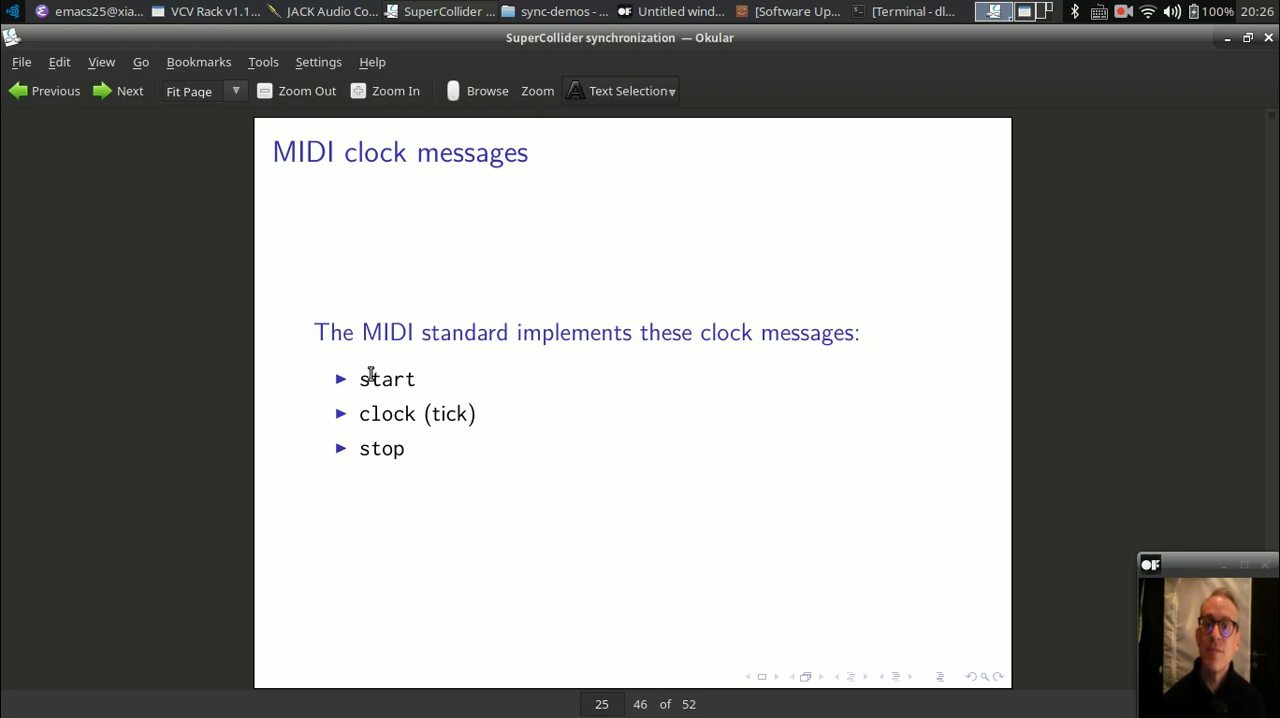 emacs25@xia... VCV Rack v1.1... JACK Audio Co... SuperCollider ... sync-demos - ... OF Untitled wind... [Software Up... [Terminal - dl... 100% 20:26
SuperCollider synchronization — Okular
File Edit View Go Bookmarks Tools Settings Help
Previous Next Fit Page Zoom Out Zoom In Browse Zoom A Text Selection
MIDI clock messages
The MIDI standard implements these clock messages:
start
clock (tick)
stop
OF
25 46 of 52